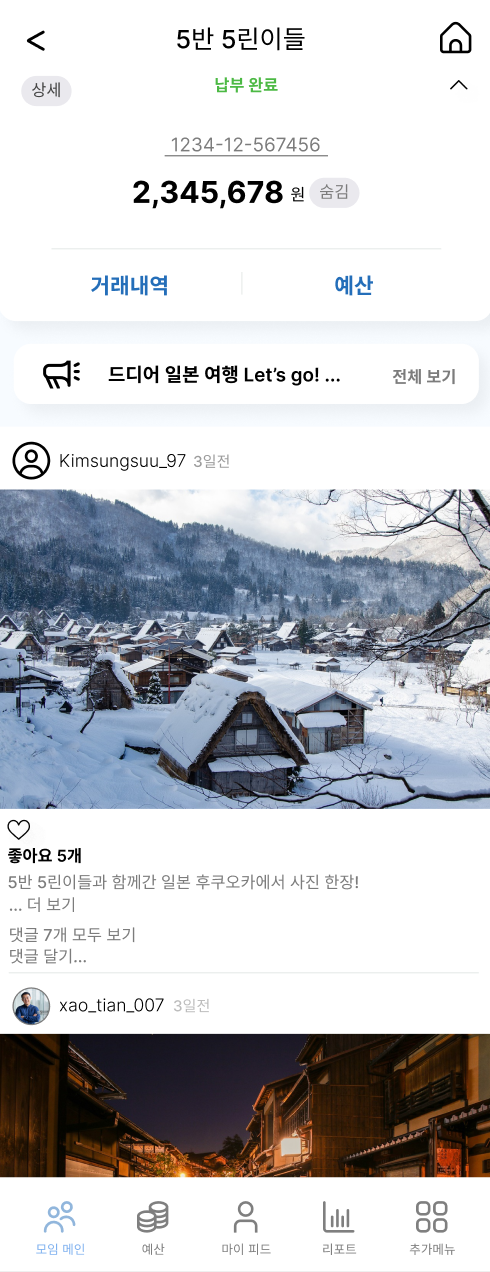 <
5반 5린이들
상세
납부 완료
1234-12-567456
2,345,678 원 숨김
거래내역
예산
드디어 일본 여행 Let’s go! ...
전체 보기
Kimsungsuu_97 3일전
좋아요 5개
5반 5린이들과 함께간 일본 후쿠오카에서 사진 한장!
... 더 보기
댓글 7개 모두 보기
댓글 달기...
xao_tian_007 3일전
모임 메인
예산
마이 피드
리포트
추가메뉴